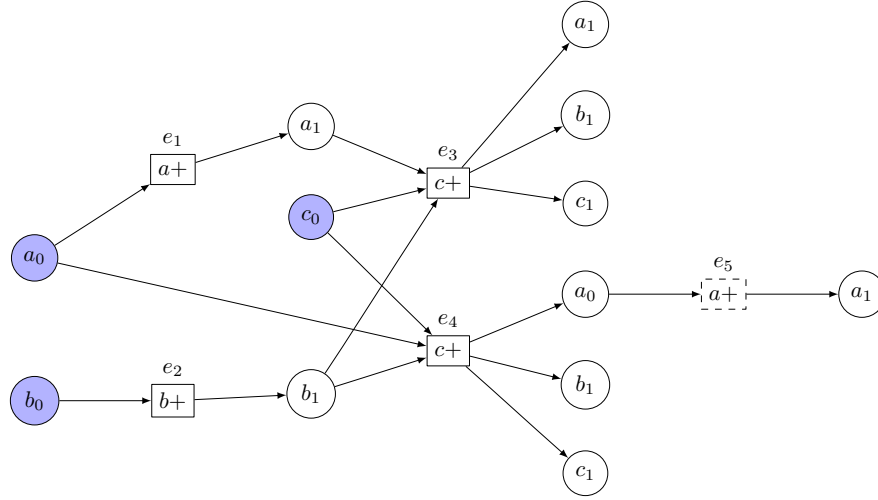 a₁
e₁
a₁
b₁
e₃
a+
c+
c₀
c₁
a₀
e₅
a₀
a+
a₁
e₄
c+
e₂
b₀
b+
b₁
b₁
c₁